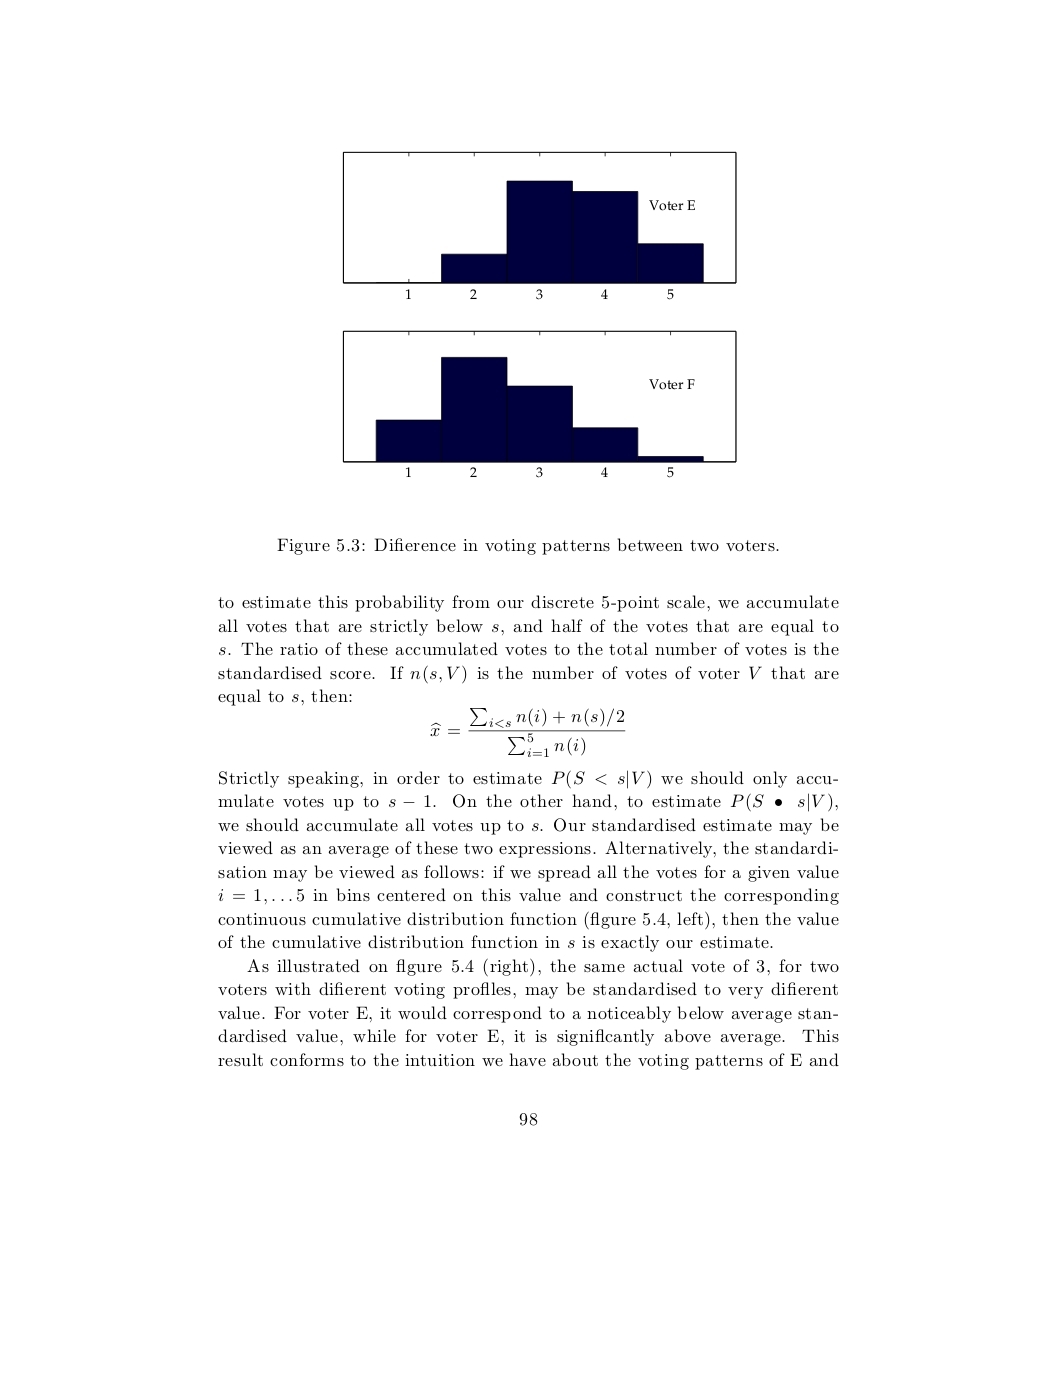 Voter E
1 2 3 4 5
Voter F
1 2 3 4 5
Figure 5.3: Difierence in voting patterns between two voters.
to estimate this probability from our discrete 5-point scale, we accumulate
all votes that are strictly below s, and half of the votes that are equal to
s. The ratio of these accumulated votes to the total number of votes is the
standardised score. If n(s, V) is the number of votes of voter V that are
equal to s, then:
x̂ = (∑_{i<s} n(i) + n(s)/2) / (∑_{i=1}^{5} n(i))
Strictly speaking, in order to estimate P(S < s|V) we should only accu-
mulate votes up to s − 1. On the other hand, to estimate P(S • s|V),
we should accumulate all votes up to s. Our standardised estimate may be
viewed as an average of these two expressions. Alternatively, the standardi-
sation may be viewed as follows: if we spread all the votes for a given value
i = 1, . . . 5 in bins centered on this value and construct the corresponding
continuous cumulative distribution function (flgure 5.4, left), then the value
of the cumulative distribution function in s is exactly our estimate.
As illustrated on flgure 5.4 (right), the same actual vote of 3, for two
voters with difierent voting proflles, may be standardised to very difierent
value. For voter E, it would correspond to a noticeably below average stan-
dardised value, while for voter E, it is signiflcantly above average. This
result conforms to the intuition we have about the voting patterns of E and
98